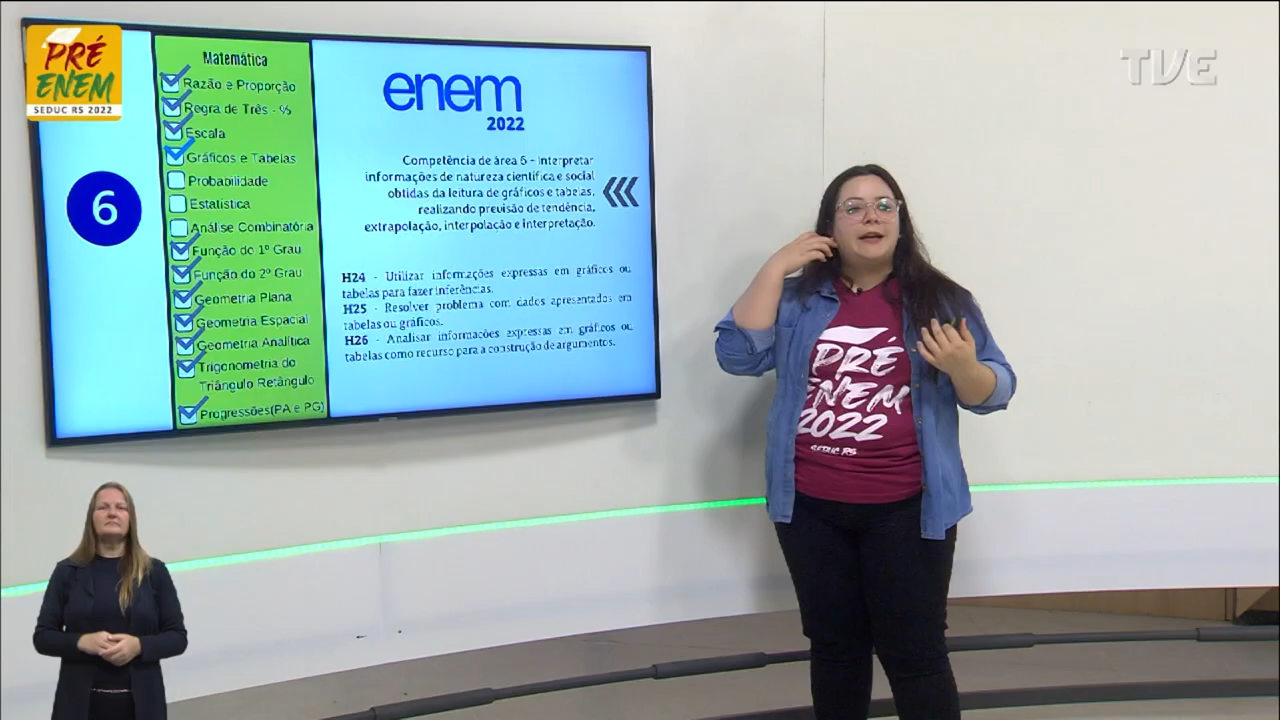 PRÉ
ENEM
SEDUC RS 2022
TVE
Matemática
Razão e Proporção
Regra de Três - %
Escala
Gráficos e Tabelas
Probabilidade
Estatística
Análise Combinatória
Função do 1º Grau
Função do 2º Grau
Geometria Plana
Geometria Espacial
Geometria Analítica
Trigonometria do
Triângulo Retângulo
Progressões(PA e PG)
6
enem
2022
Competência de área 6 - Interpretar
informações de natureza científica e social
obtidas da leitura de gráficos e tabelas,
realizando previsão de tendência,
extrapolação, interpolação e interpretação.
H24 - Utilizar informações expressas em gráficos ou
tabelas para fazer inferências.
H25 - Resolver problema com dados apresentados em
tabelas ou gráficos.
H26 - Analisar informações expressas em gráficos ou
tabelas como recurso para a construção de argumentos.
PRÉ
ENEM
2022
SEDUC RS